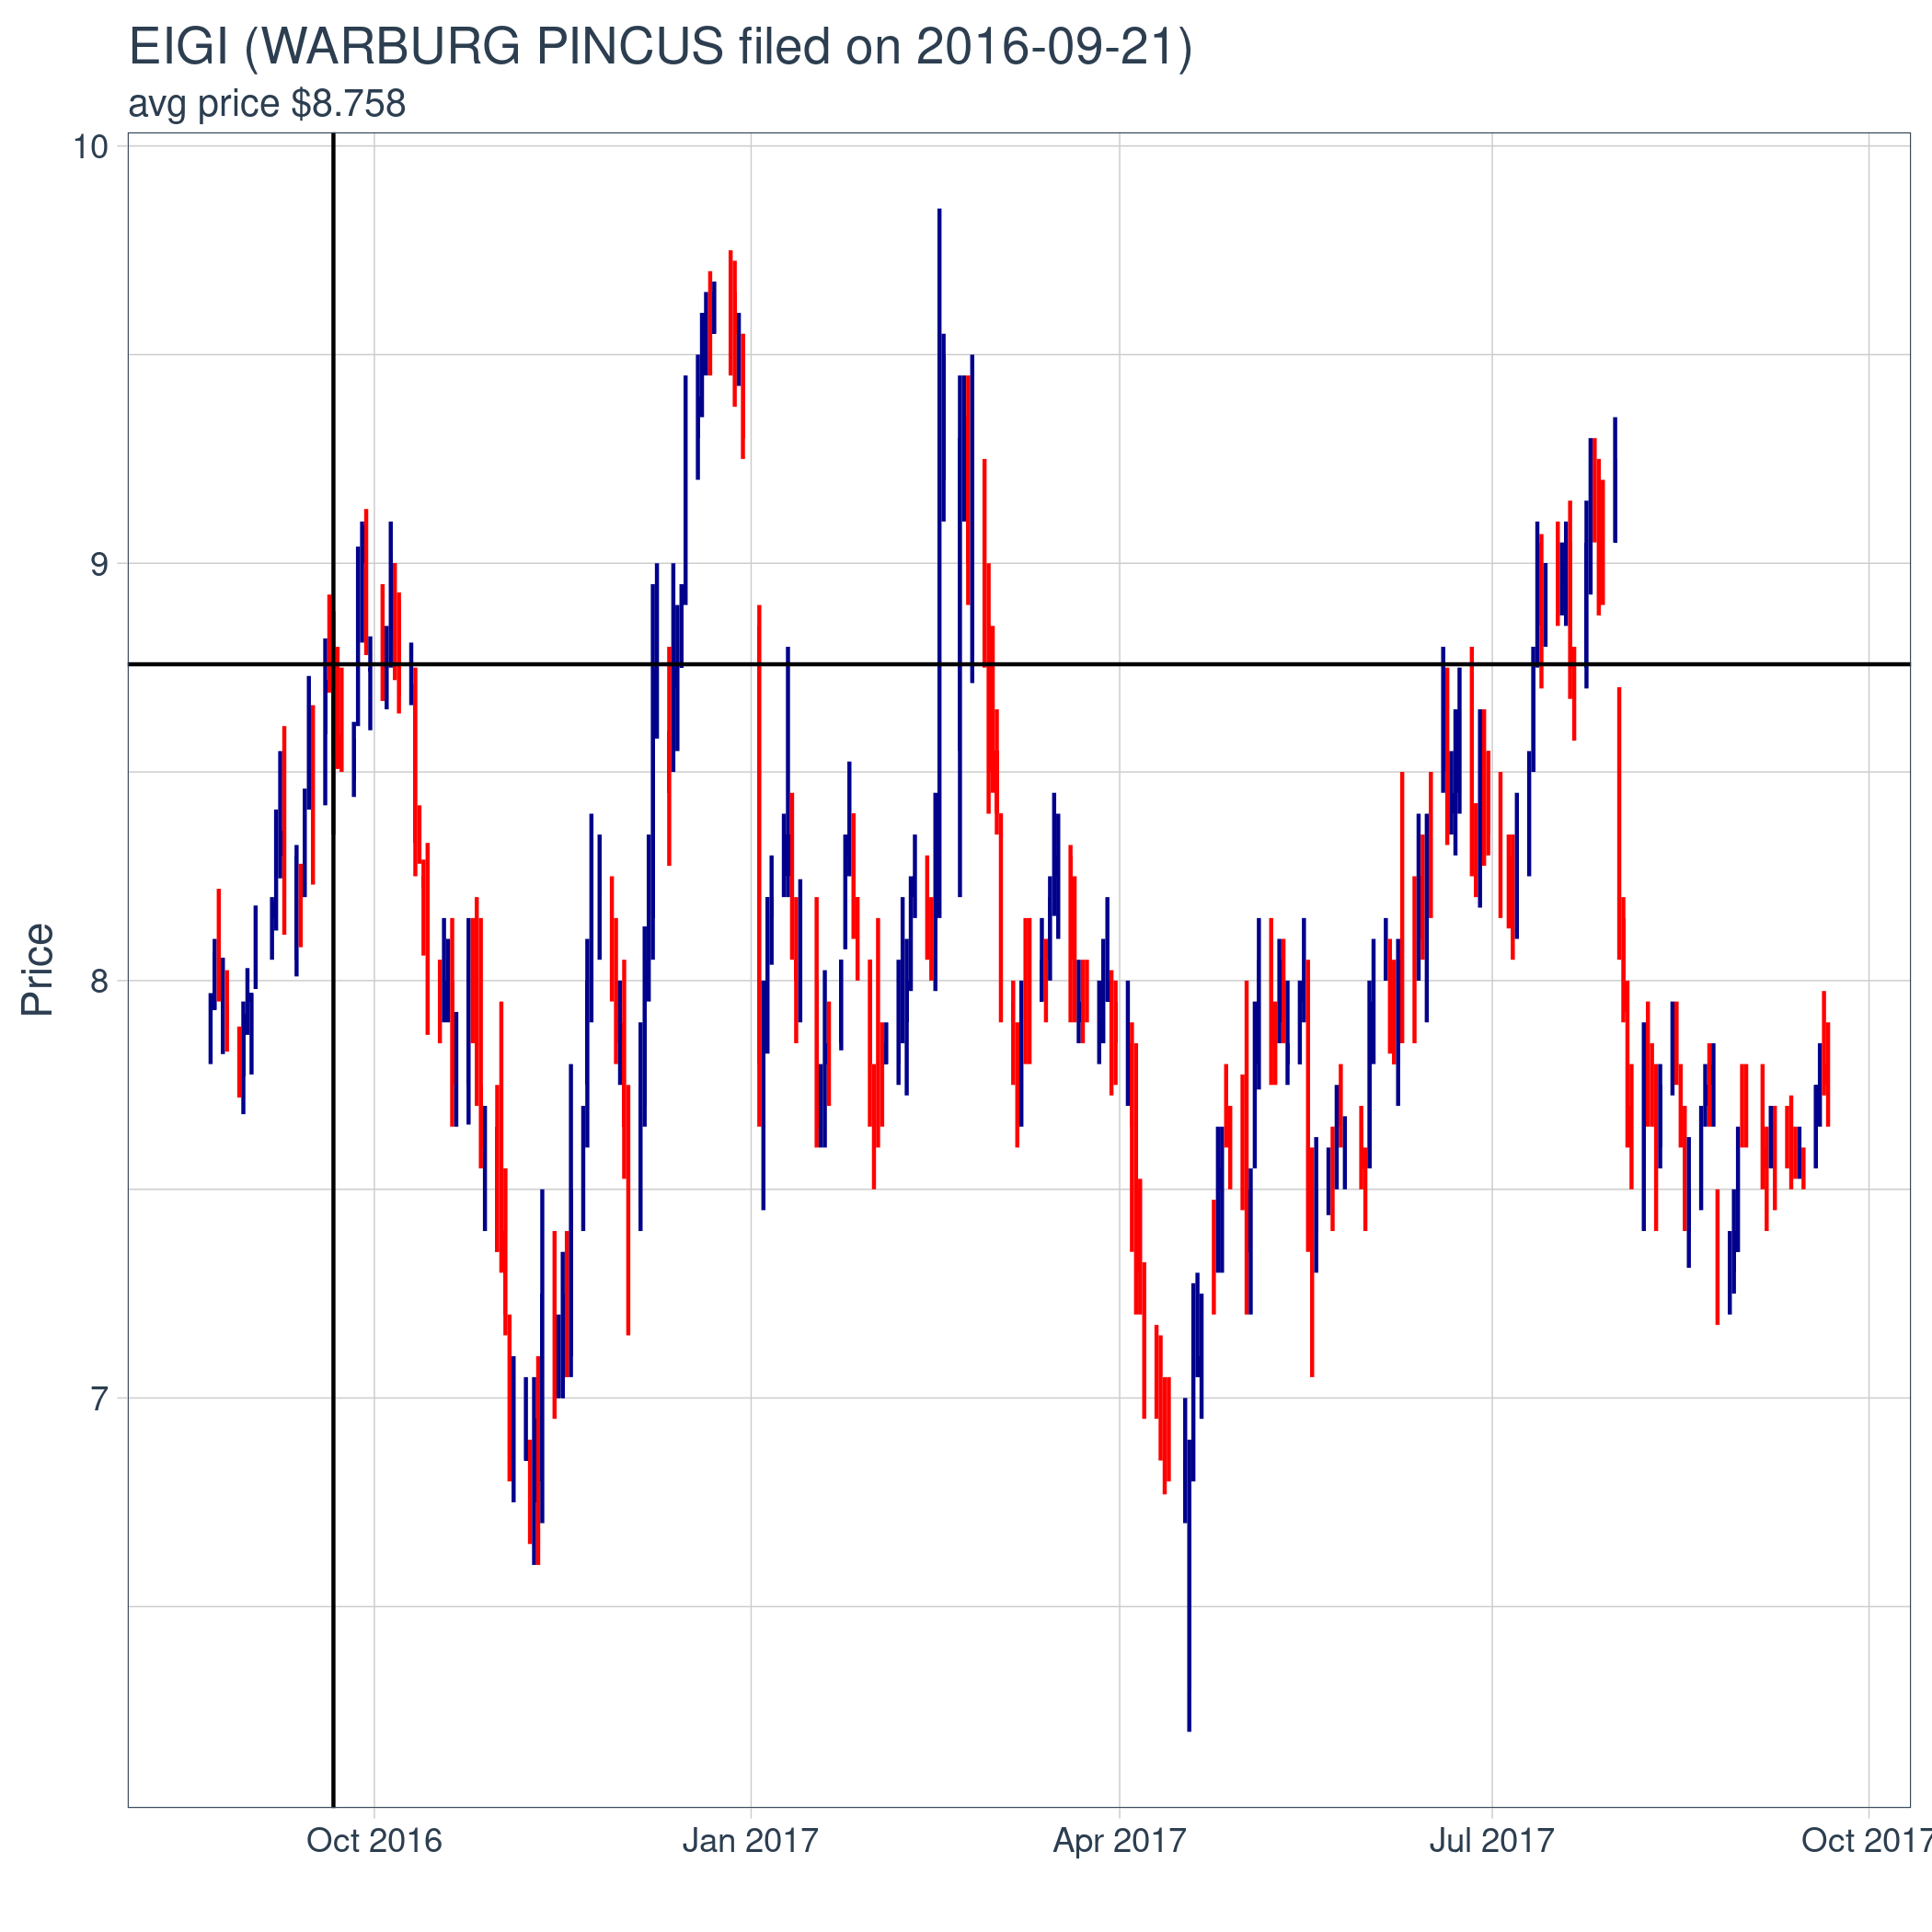 EIGI (WARBURG PINCUS filed on 2016-09-21)
avg price $8.758
10
9
8
7
Price
Oct 2016 Jan 2017 Apr 2017 Jul 2017 Oct 2017